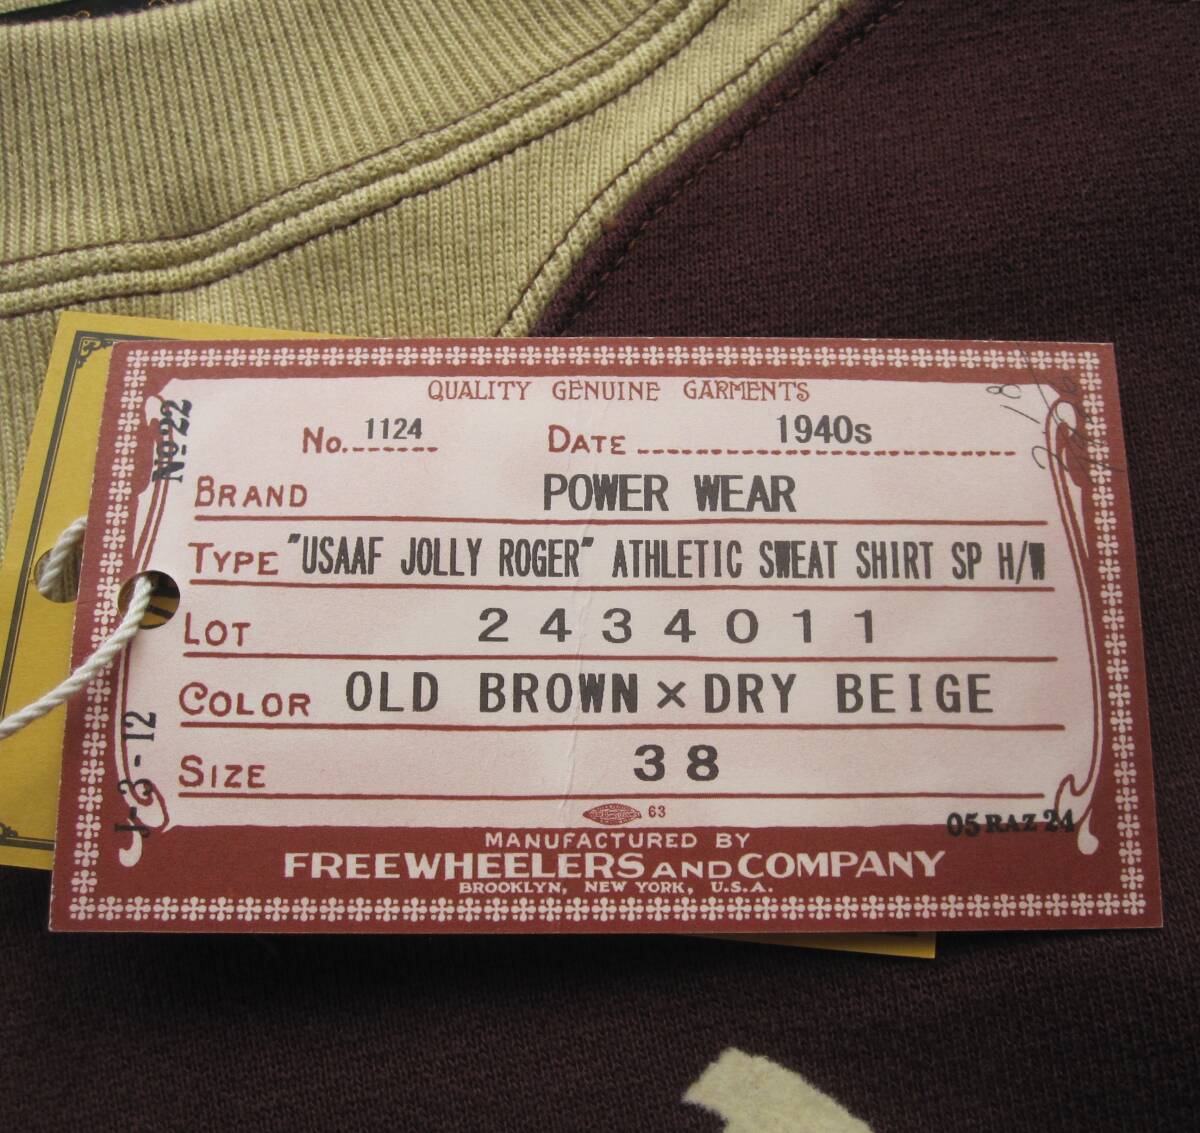 QUALITY GENUINE GARMENTS
No. 1124 DATE 1940s
No 22
BRAND POWER WEAR
TYPE "USAAF JOLLY ROGER" ATHLETIC SWEAT SHIRT SP H/W
LOT 2434011
COLOR OLD BROWN × DRY BEIGE
J-3-12
SIZE 38
63
05 RAZ 24
MANUFACTURED BY
FREEWHEELERS AND COMPANY
BROOKLYN, NEW YORK, U.S.A.